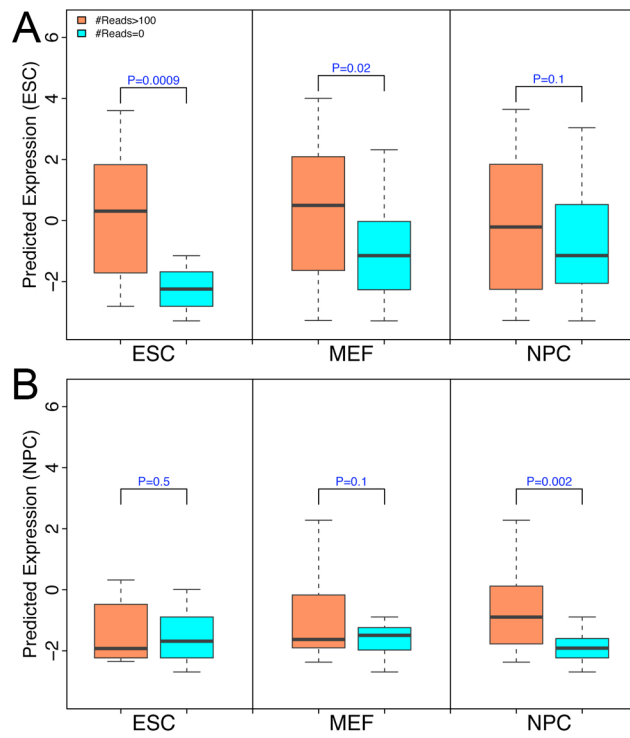 A
#Reads>100
#Reads=0
Predicted Expression (ESC)
6
4
2
0
−2
P=0.0009
P=0.02
P=0.1
ESC MEF NPC
B
Predicted Expression (NPC)
6
4
2
0
−2
P=0.5
P=0.1
P=0.002
ESC MEF NPC